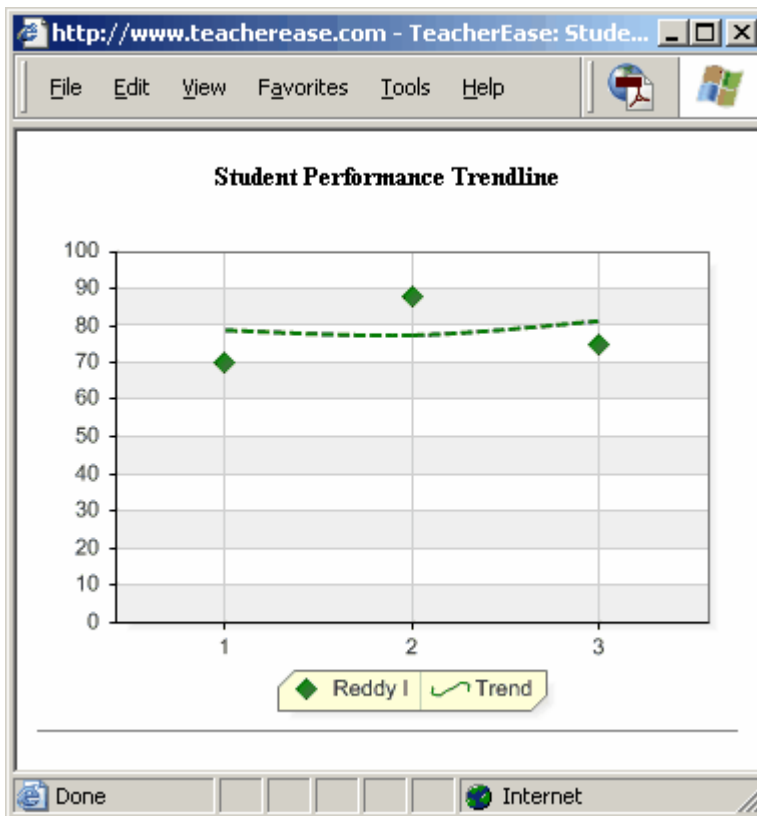 http://www.teacherease.com - TeacherEase: Stude...
File Edit View Favorites Tools Help
Student Performance Trendline
100
90
80
70
60
50
40
30
20
10
0
1 2 3
Reddy I Trend
Done Internet